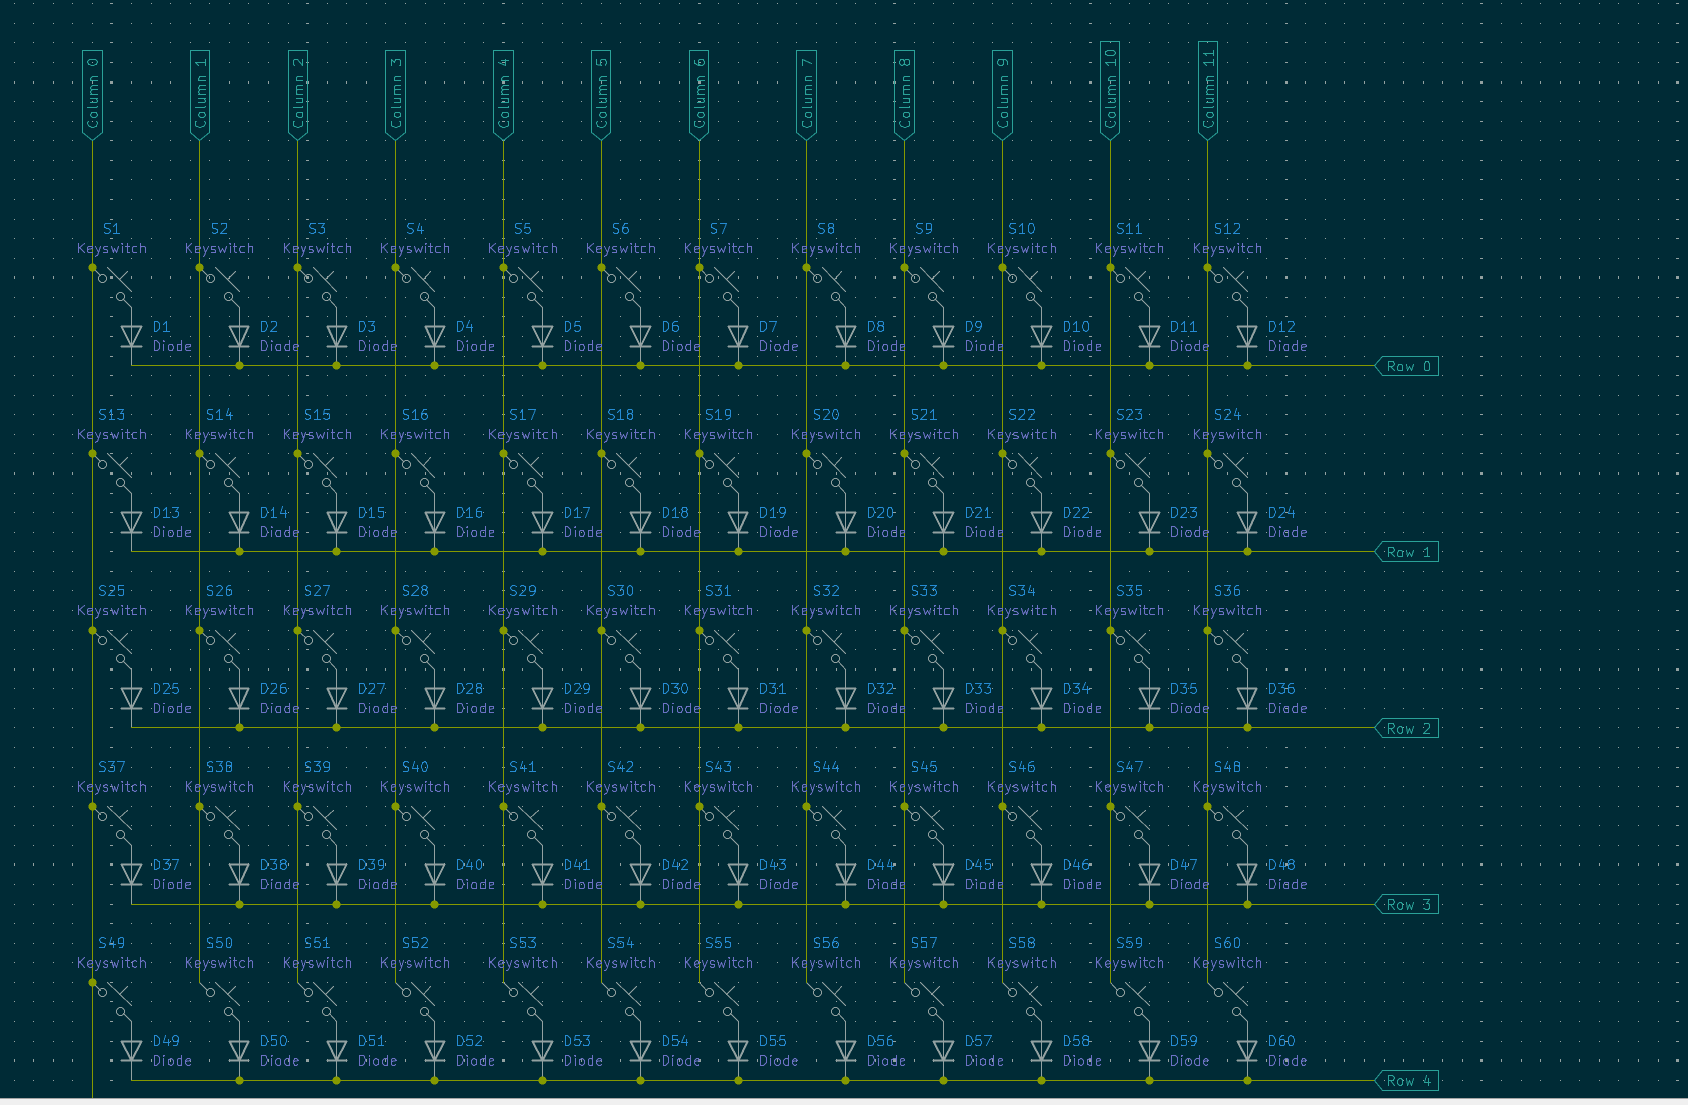 Column 0 Column 1 Column 2 Column 3 Column 4 Column 5 Column 6 Column 7 Column 8 Column 9 Column 10 Column 11
S1 S2 S3 S4 S5 S6 S7 S8 S9 S10 S11 S12
Keyswitch Keyswitch Keyswitch Keyswitch Keyswitch Keyswitch Keyswitch Keyswitch Keyswitch Keyswitch Keyswitch Keyswitch
D1 D2 D3 D4 D5 D6 D7 D8 D9 D10 D11 D12
Diode Diode Diode Diode Diode Diode Diode Diode Diode Diode Diode Diode
Row 0
S13 S14 S15 S16 S17 S18 S19 S20 S21 S22 S23 S24
Keyswitch Keyswitch Keyswitch Keyswitch Keyswitch Keyswitch Keyswitch Keyswitch Keyswitch Keyswitch Keyswitch Keyswitch
D13 D14 D15 D16 D17 D18 D19 D20 D21 D22 D23 D24
Diode Diode Diode Diode Diode Diode Diode Diode Diode Diode Diode Diode
Row 1
S25 S26 S27 S28 S29 S30 S31 S32 S33 S34 S35 S36
Keyswitch Keyswitch Keyswitch Keyswitch Keyswitch Keyswitch Keyswitch Keyswitch Keyswitch Keyswitch Keyswitch Keyswitch
D25 D26 D27 D28 D29 D30 D31 D32 D33 D34 D35 D36
Diode Diode Diode Diode Diode Diode Diode Diode Diode Diode Diode Diode
Row 2
S37 S38 S39 S40 S41 S42 S43 S44 S45 S46 S47 S48
Keyswitch Keyswitch Keyswitch Keyswitch Keyswitch Keyswitch Keyswitch Keyswitch Keyswitch Keyswitch Keyswitch Keyswitch
D37 D38 D39 D40 D41 D42 D43 D44 D45 D46 D47 D48
Diode Diode Diode Diode Diode Diode Diode Diode Diode Diode Diode Diode
Row 3
S49 S50 S51 S52 S53 S54 S55 S56 S57 S58 S59 S60
Keyswitch Keyswitch Keyswitch Keyswitch Keyswitch Keyswitch Keyswitch Keyswitch Keyswitch Keyswitch Keyswitch Keyswitch
D49 D50 D51 D52 D53 D54 D55 D56 D57 D58 D59 D60
Diode Diode Diode Diode Diode Diode Diode Diode Diode Diode Diode Diode
Row 4